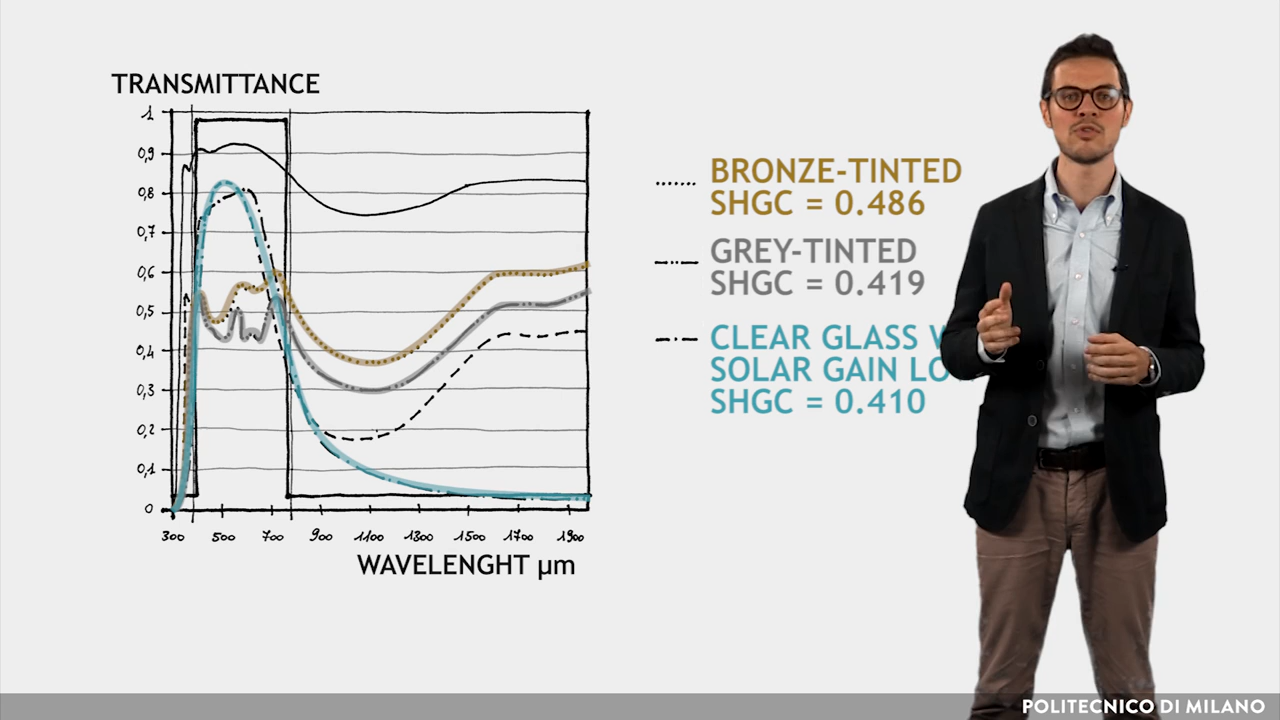 TRANSMITTANCE
1
0,9
0,8
0,7
0,6
0,5
0,4
0,3
0,2
0,1
0
300 500 700 900 1100 1300 1500 1700 1900
WAVELENGHT µm
BRONZE-TINTED
SHGC = 0.486
GREY-TINTED
SHGC = 0.419
CLEAR GLASS
SOLAR GAIN
SHGC = 0.410
POLITECNICO DI MILANO